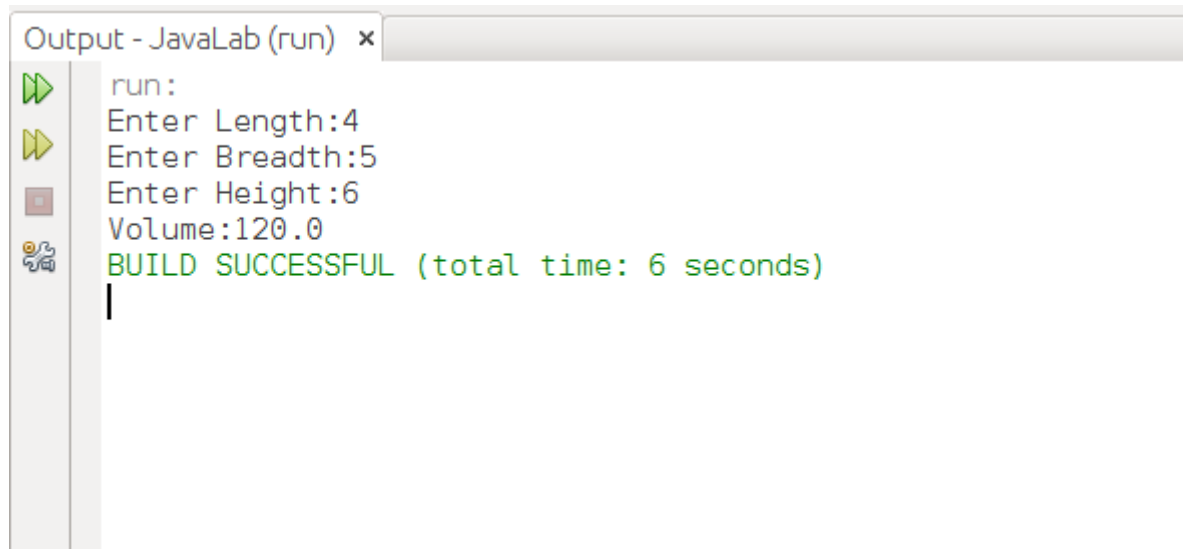 Output - JavaLab (run) ×
run:
Enter Length:4
Enter Breadth:5
Enter Height:6
Volume:120.0
BUILD SUCCESSFUL (total time: 6 seconds)